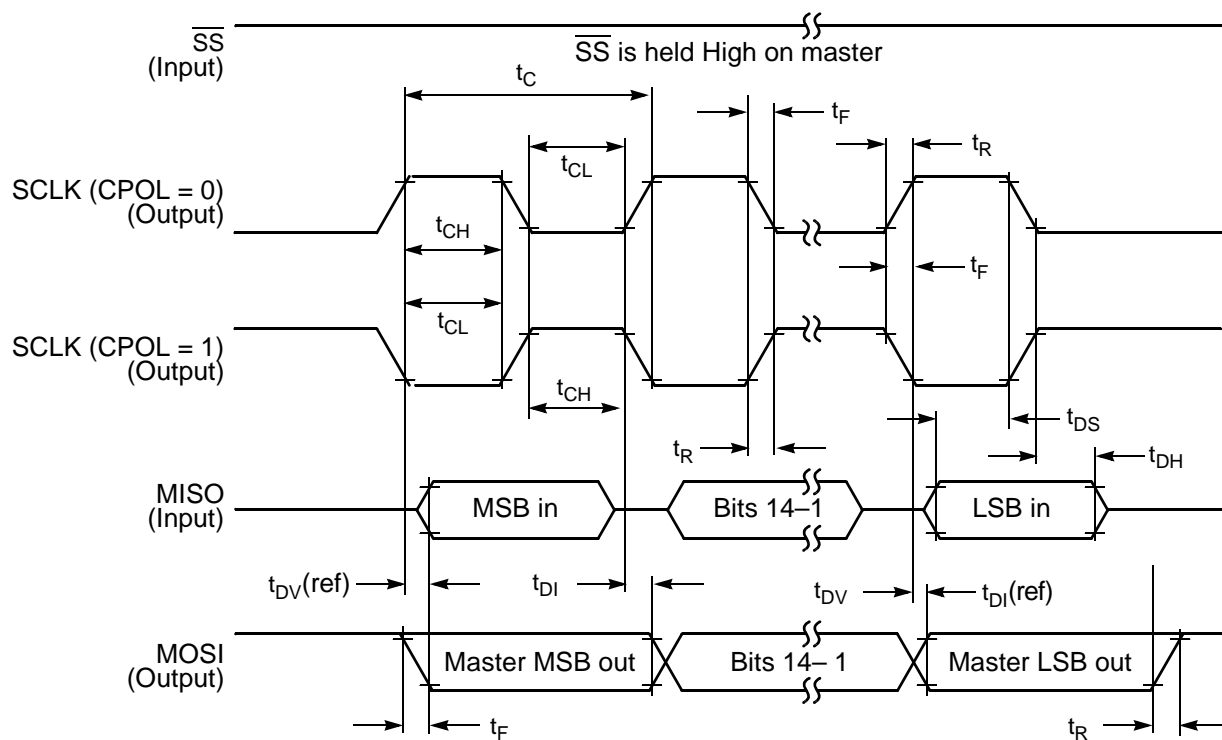 SS
(Input)
SS is held High on master
tC
tF
tR
tCL
SCLK (CPOL = 0)
(Output)
tCH
tF
tCL
SCLK (CPOL = 1)
(Output)
tCH
tDS
tR
tDH
MISO
(Input)
MSB in
Bits 14–1
LSB in
tDV(ref)
tDI
tDV
tDI(ref)
MOSI
(Output)
Master MSB out
Bits 14– 1
Master LSB out
tF
tR